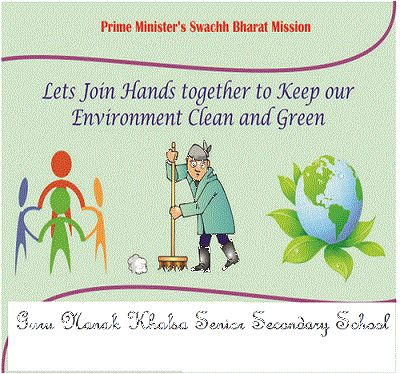 Prime Minister's Swachh Bharat Mission
Lets Join Hands together to Keep our
Environment Clean and Green
Guru Nanak Khalsa Senior Secondary School